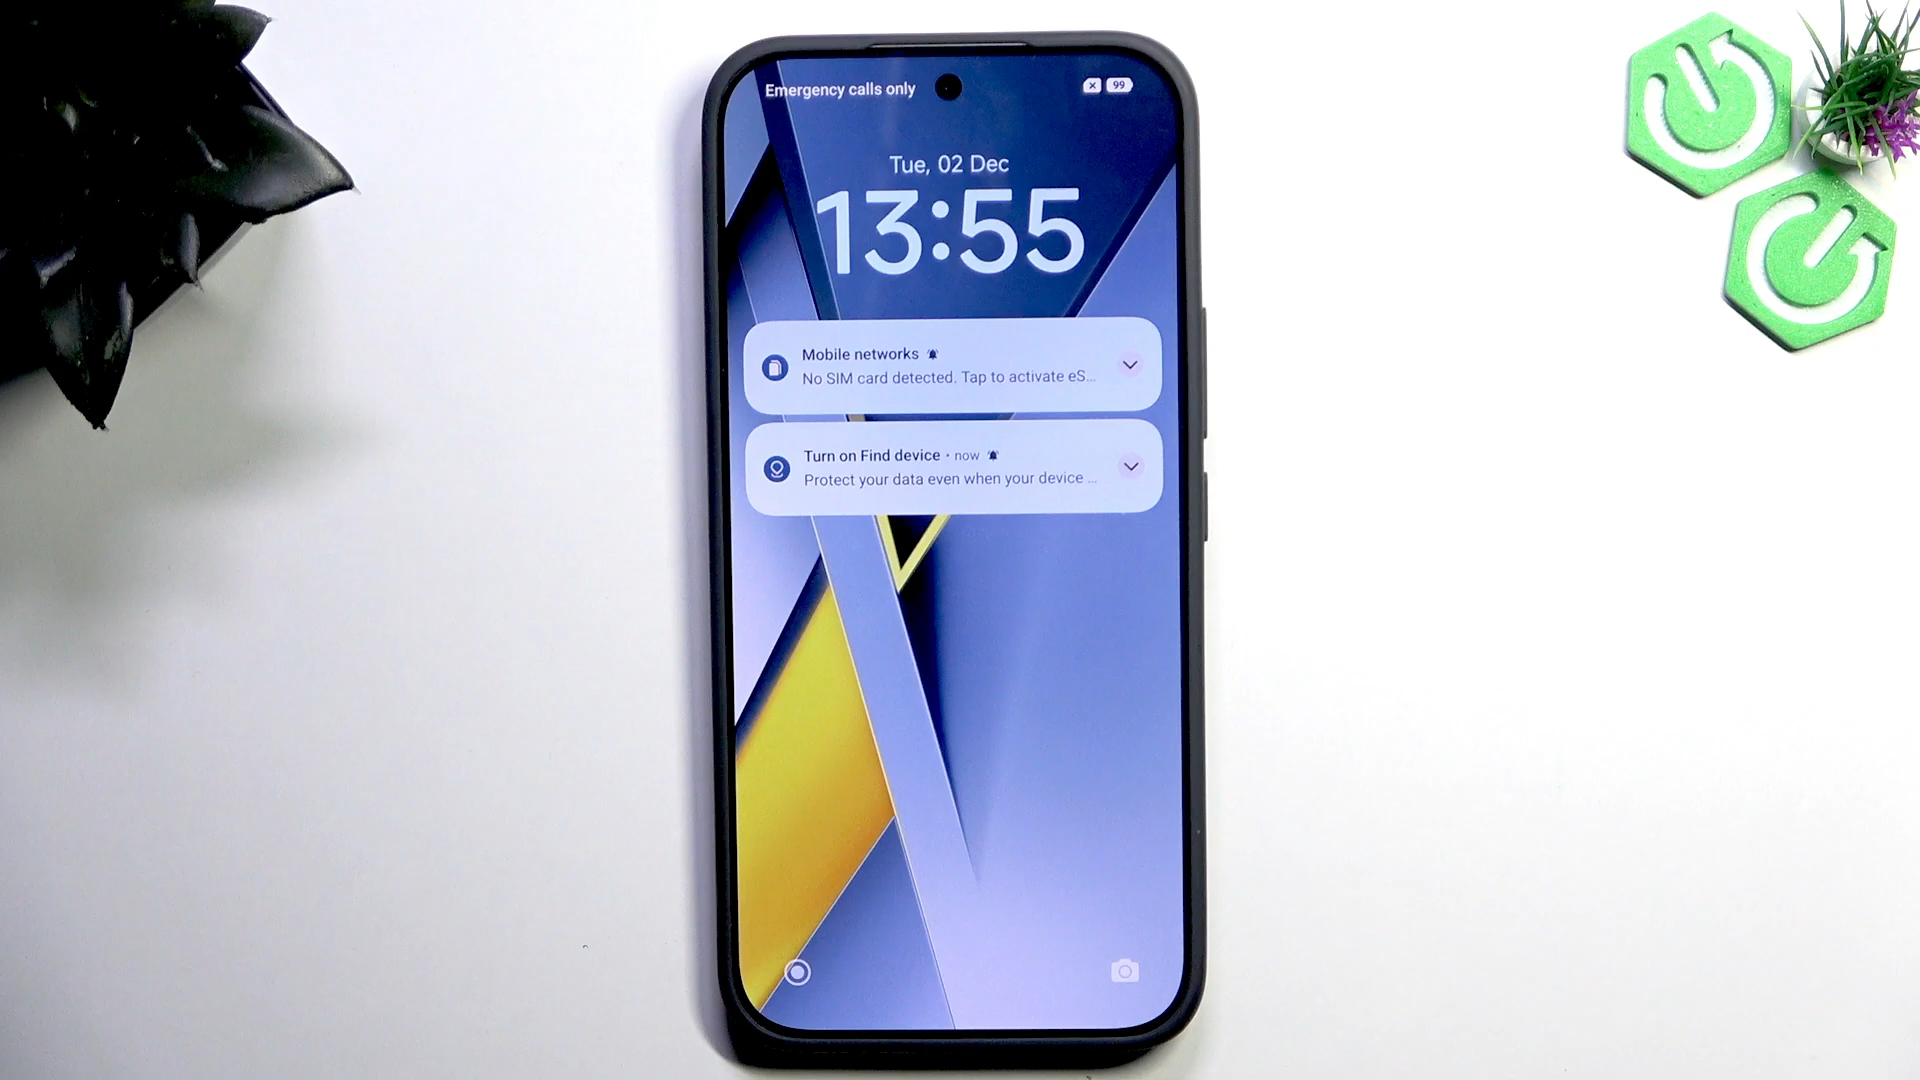 Emergency calls only
99
Tue, 02 Dec
13:55
Mobile networks
No SIM card detected. Tap to activate eS...
Turn on Find device • now
Protect your data even when your device ...